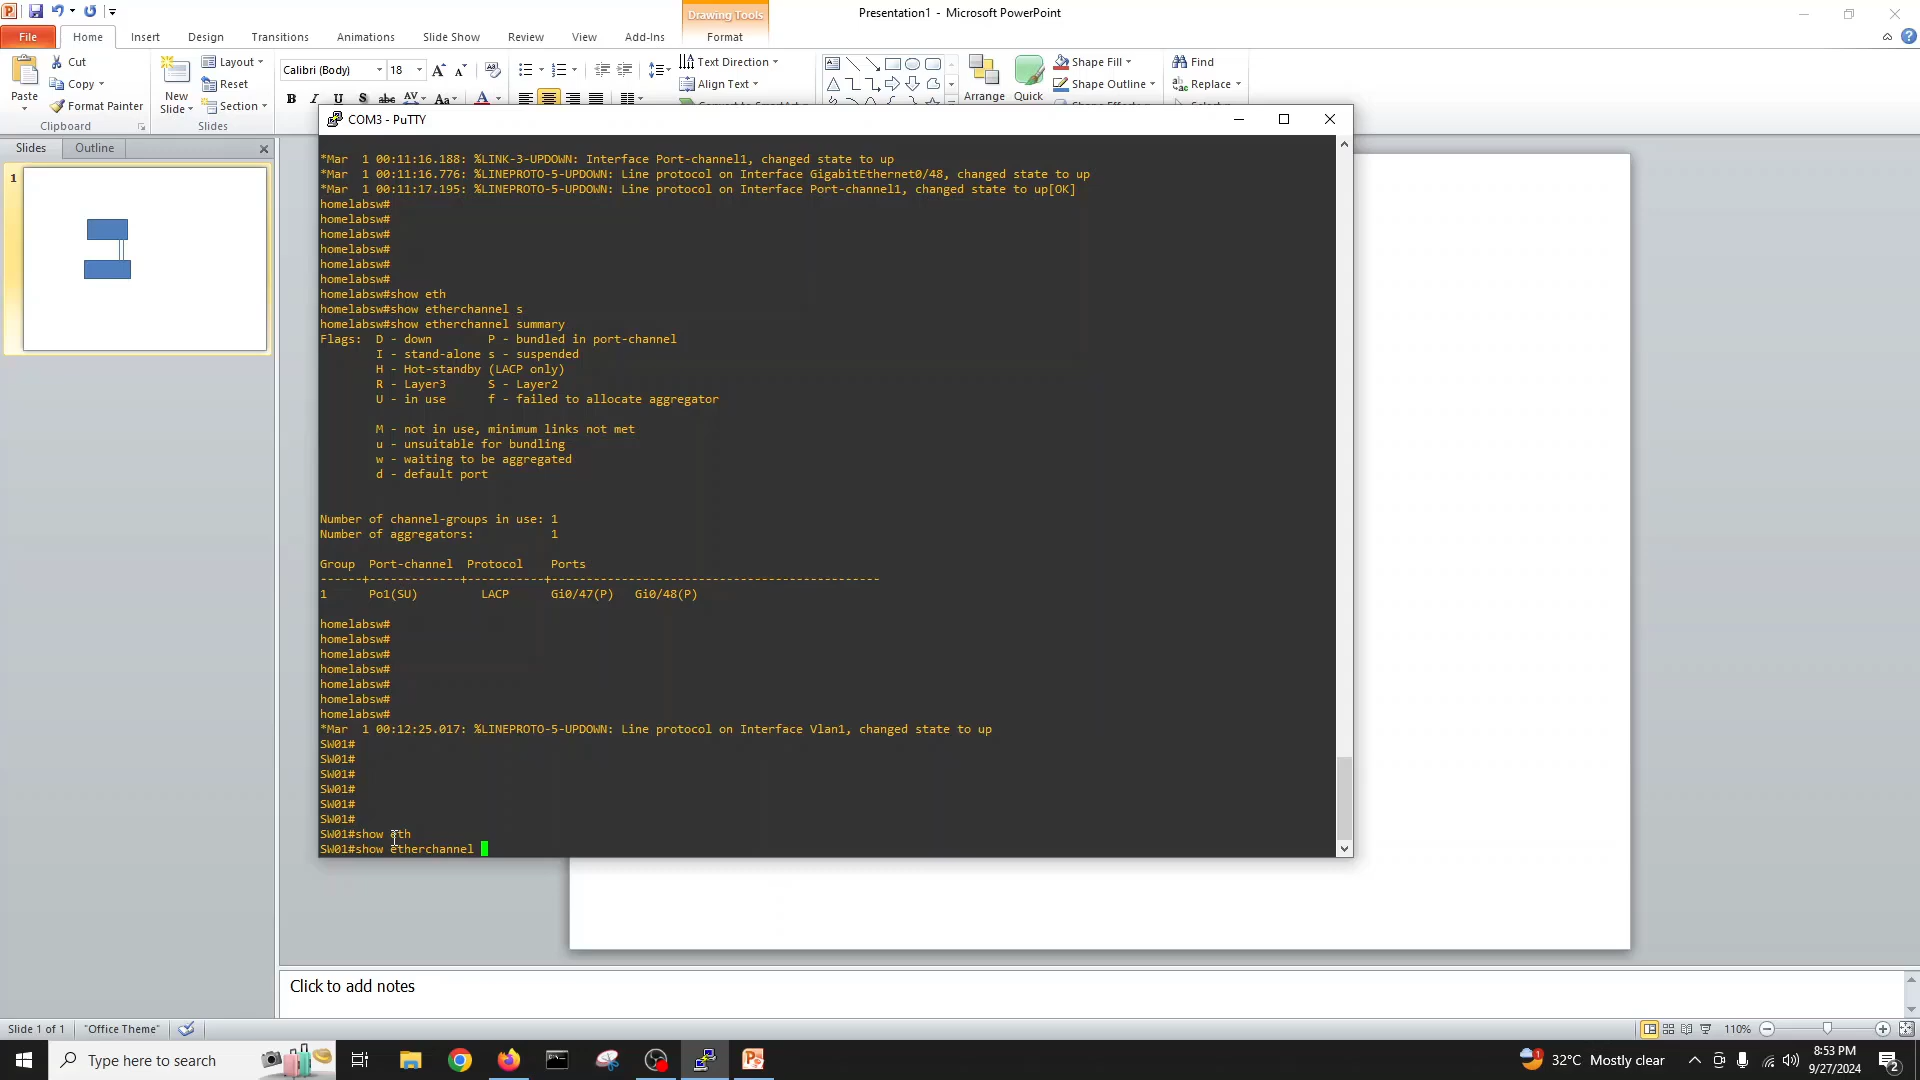 Presentation1 - Microsoft PowerPoint
Drawing Tools
File Home Insert Design Transitions Animations Slide Show Review View Add-Ins Format
Cut
Copy
Format Painter
Paste
Clipboard
New
Slide
Layout
Reset
Section
Slides
Calibri (Body) 18
Text Direction
Align Text
Arrange
Quick
Shape Fill
Shape Outline
Find
Replace
Slides Outline
1
COM3 - PuTTY
*Mar  1 00:11:16.188: %LINK-3-UPDOWN: Interface Port-channel1, changed state to up
*Mar  1 00:11:16.776: %LINEPROTO-5-UPDOWN: Line protocol on Interface GigabitEthernet0/48, changed state to up
*Mar  1 00:11:17.195: %LINEPROTO-5-UPDOWN: Line protocol on Interface Port-channel1, changed state to up[OK]
homelabsw#
homelabsw#
homelabsw#
homelabsw#
homelabsw#
homelabsw#
homelabsw#show eth
homelabsw#show etherchannel s
homelabsw#show etherchannel summary
Flags:  D - down        P - bundled in port-channel
I - stand-alone s - suspended
H - Hot-standby (LACP only)
R - Layer3      S - Layer2
U - in use      f - failed to allocate aggregator
M - not in use, minimum links not met
u - unsuitable for bundling
w - waiting to be aggregated
d - default port
Number of channel-groups in use: 1
Number of aggregators:           1
Group  Port-channel  Protocol    Ports
------+-------------+-----------+-----------------------------------------------
1      Po1(SU)         LACP      Gi0/47(P)   Gi0/48(P)
homelabsw#
homelabsw#
homelabsw#
homelabsw#
homelabsw#
homelabsw#
homelabsw#
*Mar  1 00:12:25.017: %LINEPROTO-5-UPDOWN: Line protocol on Interface Vlan1, changed state to up
SW01#
SW01#
SW01#
SW01#
SW01#
SW01#
SW01#show eth
SW01#show etherchannel
Click to add notes
Slide 1 of 1 "Office Theme" 110%
Type here to search
32°C Mostly clear
8:53 PM
9/27/2024
2